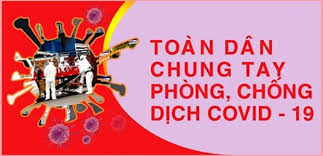 TOÀN DÂN
CHUNG TAY
PHÒNG, CHỐNG
DỊCH COVID - 19